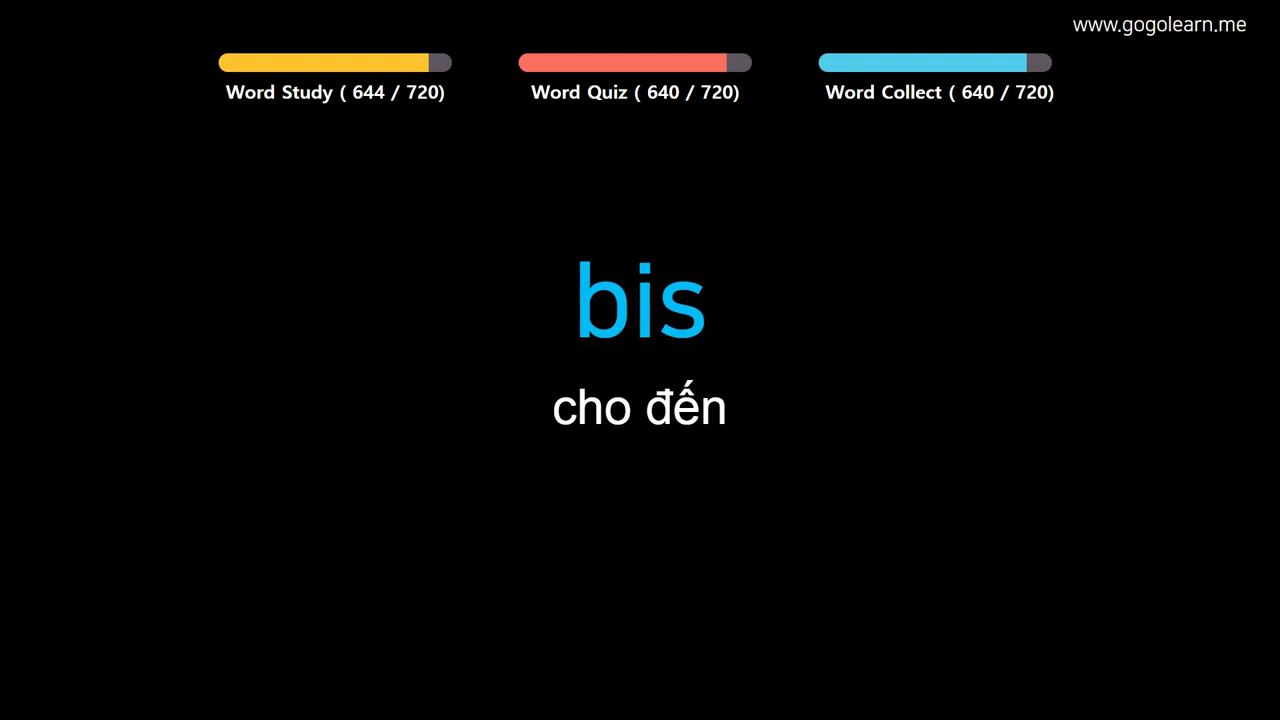 www.gogolearn.me
Word Study ( 644 / 720)
Word Quiz ( 640 / 720)
Word Collect ( 640 / 720)
bis
cho đến